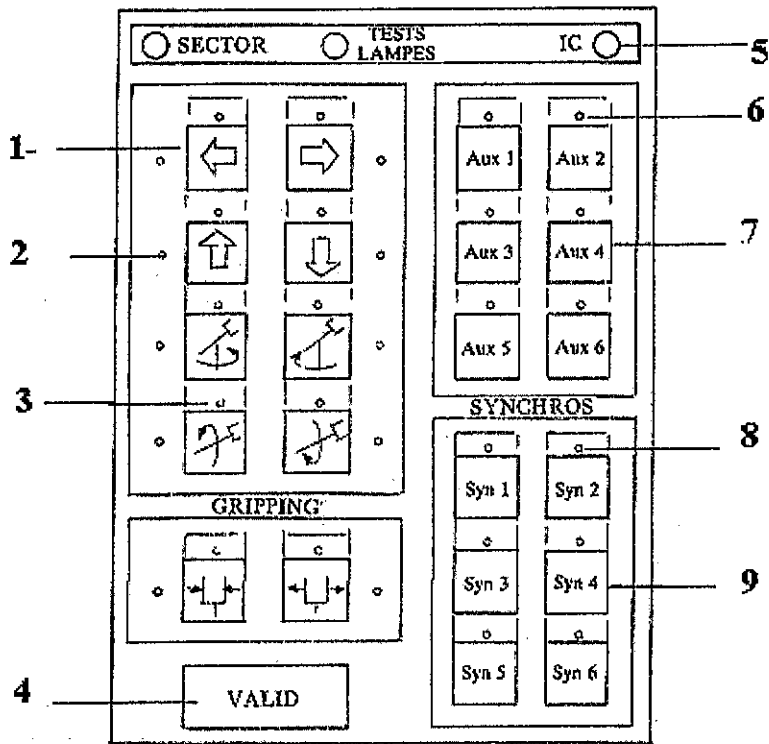 SECTOR
TESTS
LAMPES
IC
5
6
1-
Aux 1
Aux 2
2
Aux 3
Aux 4
7
Aux 5
Aux 6
3
SYNCHROS
8
Syn 1
Syn 2
GRIPPING
Syn 3
Syn 4
9
4
VALID
Syn 5
Syn 6